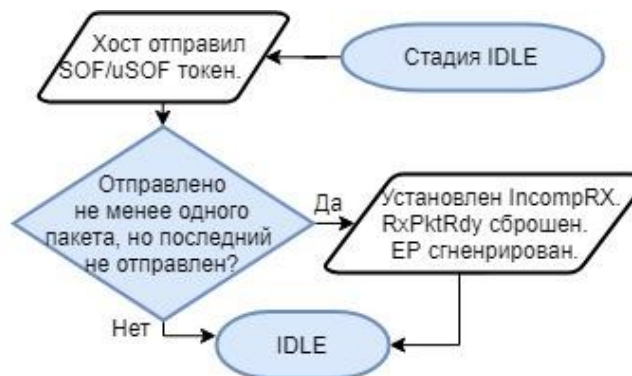 Хост отправил
SOF/uSOF токен.
Стадия IDLE
Отправлено
не менее одного
пакета, но последний
не отправлен?
Да
Установлен IncompRX.
RxPktRdy сброшен.
EP сгненрирован.
Нет
IDLE